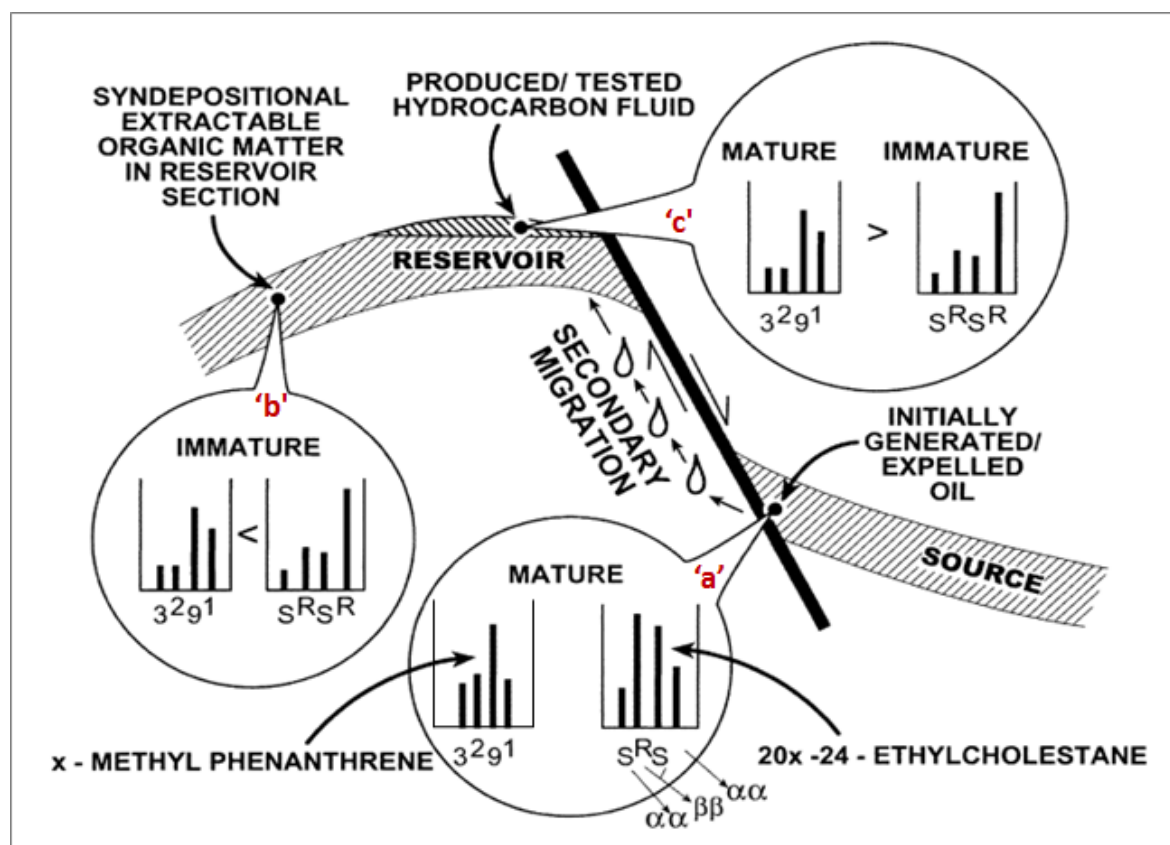 SYNDEPOSITIONAL
EXTRACTABLE
ORGANIC MATTER
IN RESERVOIR
SECTION
PRODUCED/ TESTED
HYDROCARBON FLUID
'c'
MATURE
IMMATURE
>
3 2 9 1
S R S R
RESERVOIR
SECONDARY
MIGRATION
'b'
IMMATURE
<
3 2 9 1
S R S R
INITIALLY
GENERATED/
EXPELLED
OIL
SOURCE
'a'
MATURE
3 2 9 1
S R S
αα ββ αα
x - METHYL PHENANTHRENE
20x -24 - ETHYLCHOLESTANE